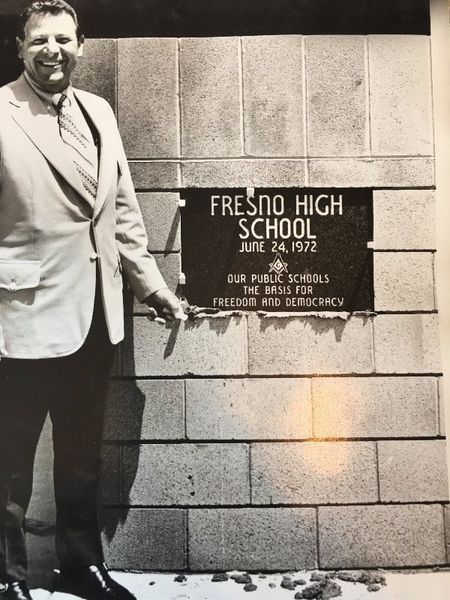 FRESNO HIGH
SCHOOL
JUNE 24, 1972
G
OUR PUBLIC SCHOOLS
THE BASIS FOR
FREEDOM AND DEMOCRACY